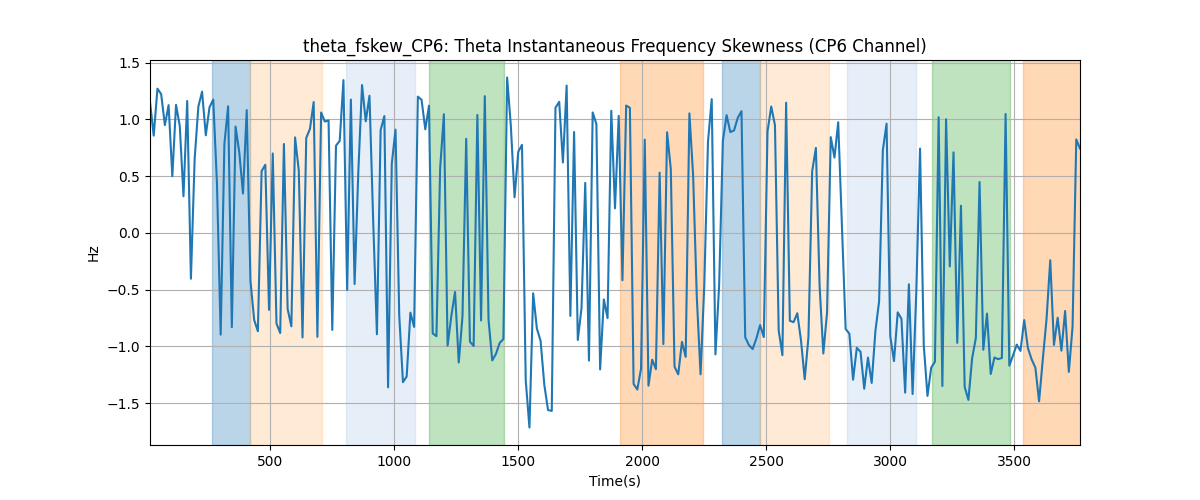 theta_fskew_CP6: Theta Instantaneous Frequency Skewness (CP6 Channel)
1.5
1.0
0.5
0.0
−0.5
−1.0
−1.5
Hz
500 1000 1500 2000 2500 3000 3500
Time(s)